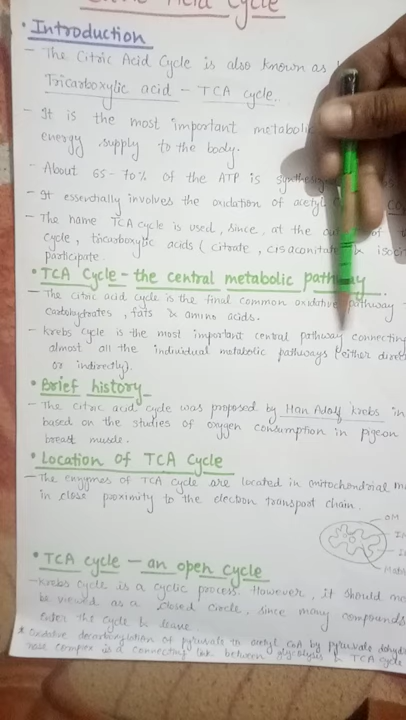 Citric Acid Cycle
• Introduction
- The Citric Acid Cycle is also known as
Tricarboxylic acid - TCA cycle.
- It is the most important metabolic
energy supply to the body.
- About 65-70% of the ATP is
- It essentially involves the oxidation of acetyl
- The name TCA cycle is used, since, at the of
cycle, tricarboxylic acids ( citrate, cisaconitate &
participate.
• TCA Cycle - the central metabolic pathway
- The citric acid cycle is the final common oxidative pathway
carbohydrates, fats & amino acids.
- Krebs cycle is the most important central pathway connecting
almost all the individual metabolic pathways (either
or indirectly).
• Brief history
- The citric acid cycle was proposed by Han Adolf Krebs in
based on the studies of oxygen consumption in pigeon
breast muscle.
• Location of TCA cycle
- The enzymes of TCA cycle are located in mitochondrial
in close proximity to the electron transport chain.
OM
• TCA cycle - an open cycle
- Krebs cycle is a cyclic process. However, it should
be viewed as a closed circle, since many compounds
enter the cycle & leave.
* Oxidative decarboxylation of pyruvate to acetyl CoA by pyruvate
complex is a connecting link between glycolysis & TCA cycle